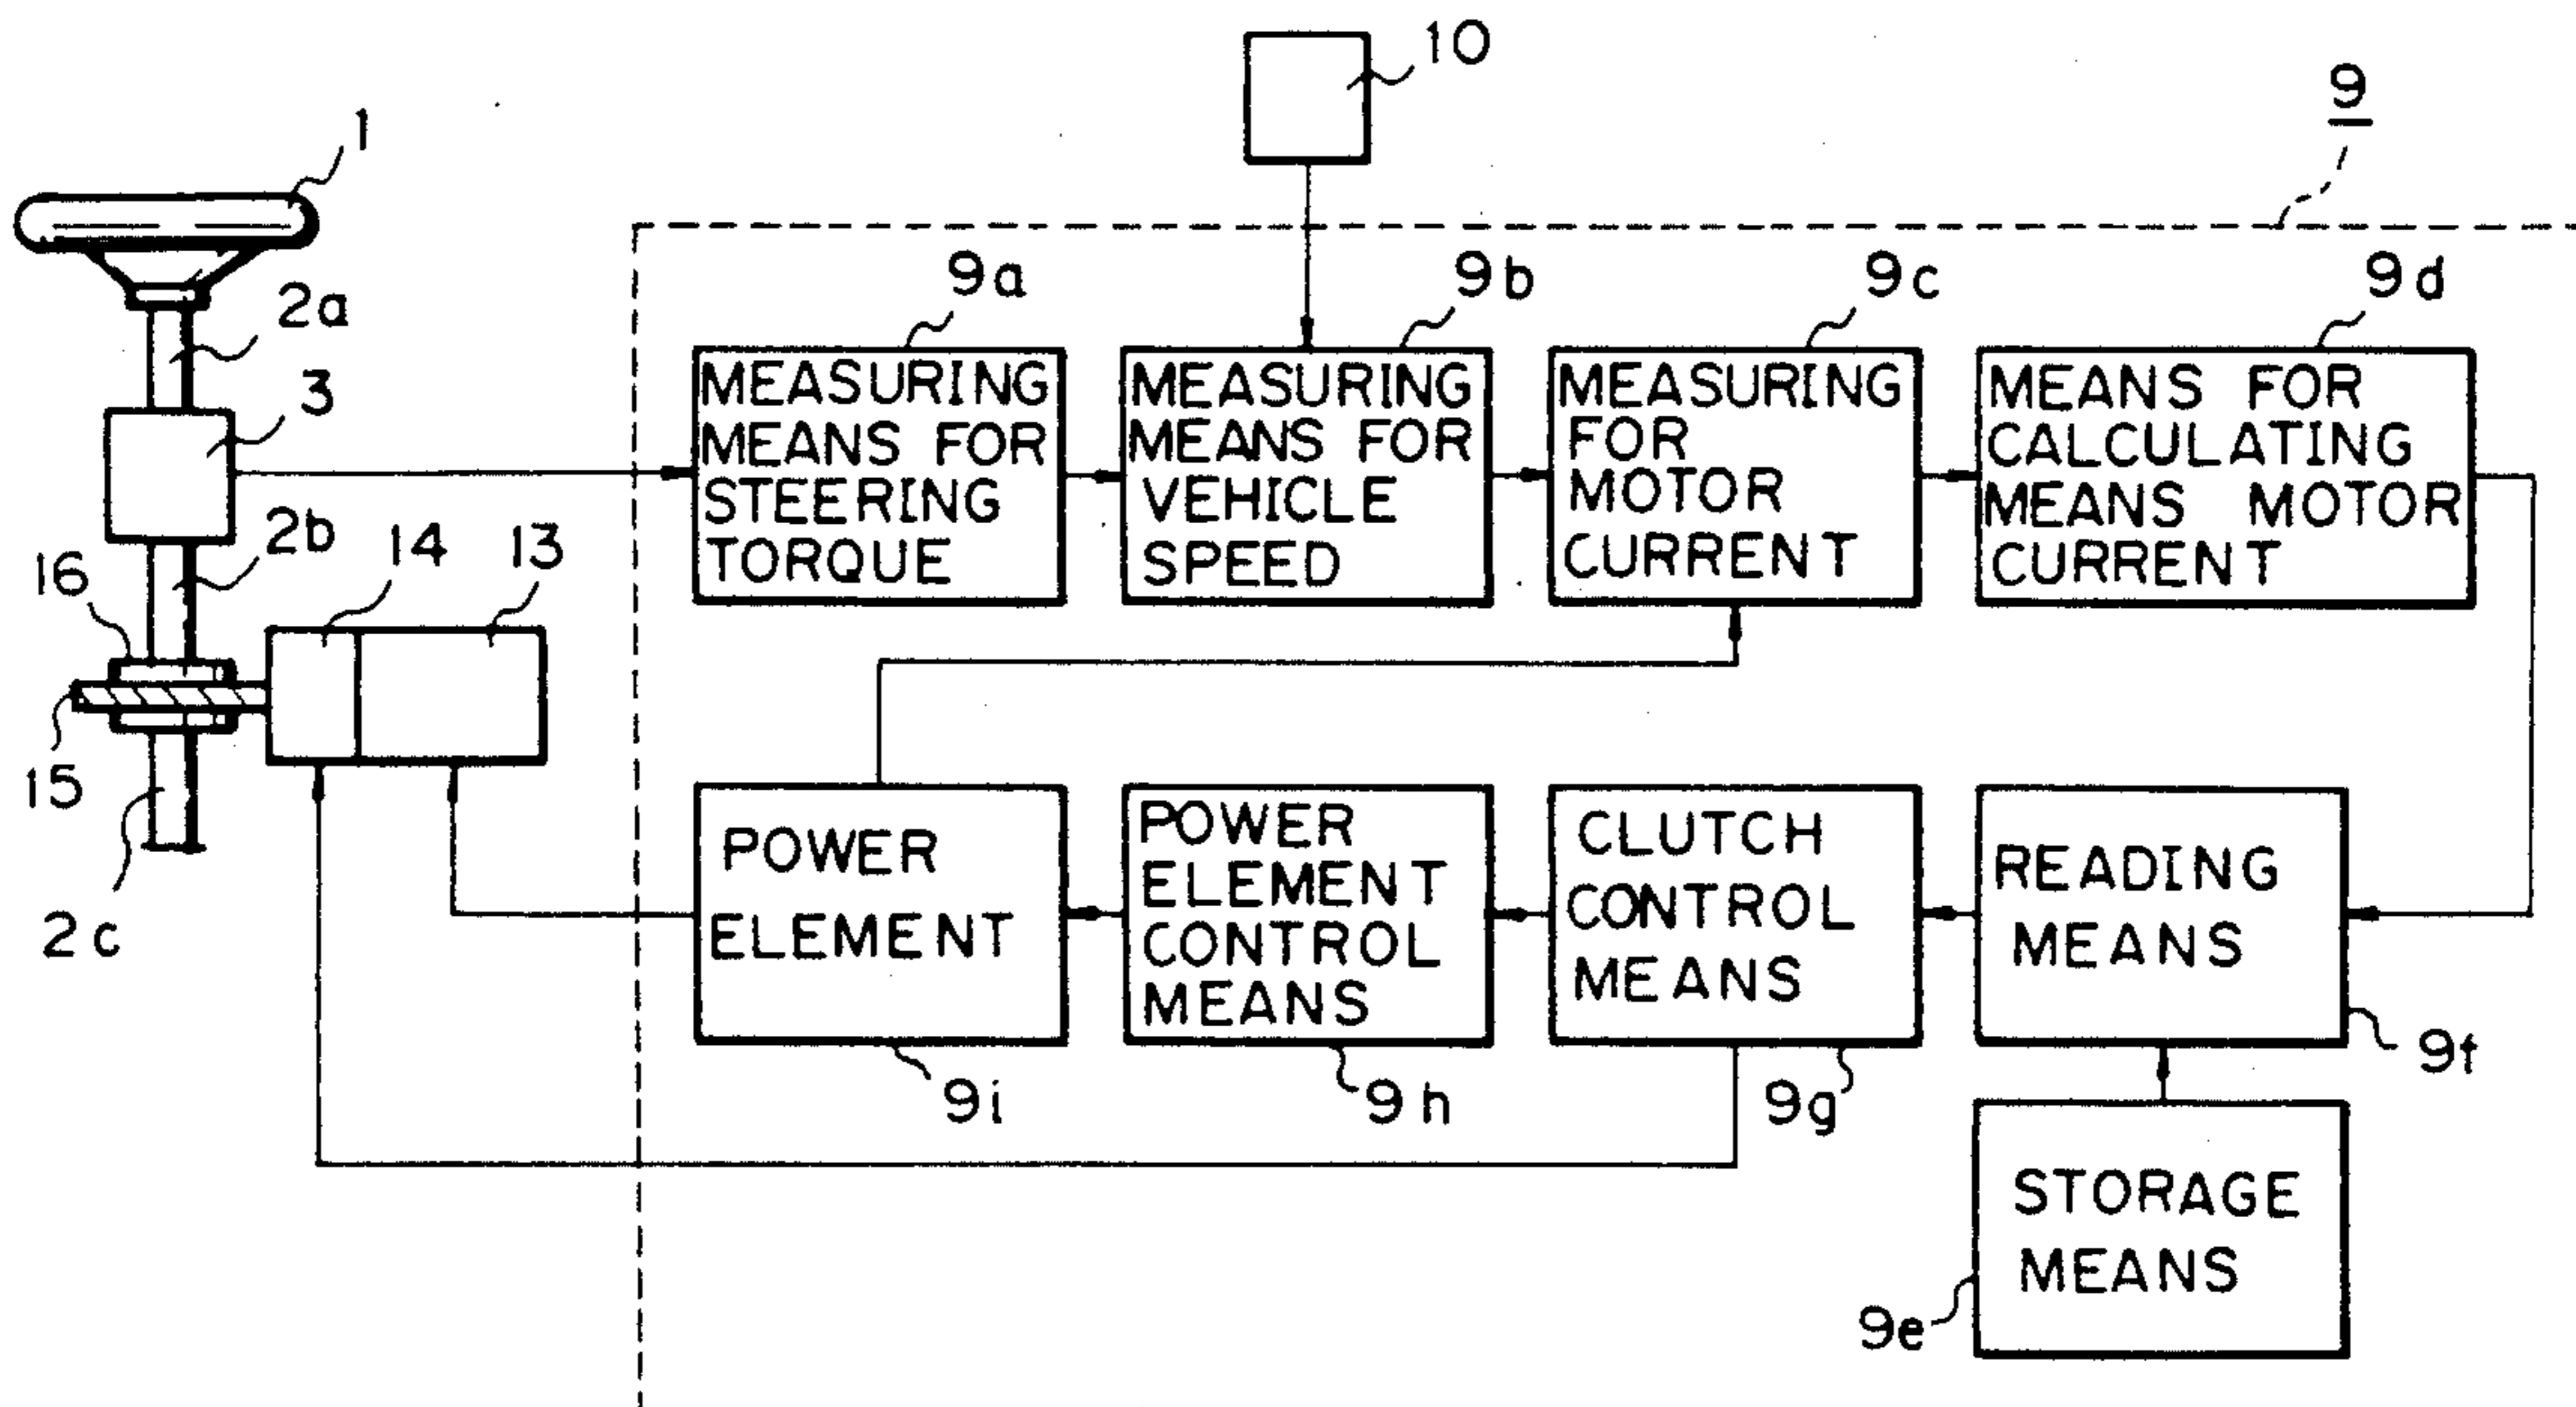 10
9
1
2a
3
2b
16
14
13
15
2c
9a
9b
9c
9d
MEASURING
MEANS FOR
STEERING
TORQUE
MEASURING
MEANS FOR
VEHICLE
SPEED
MEASURING
FOR
MOTOR
CURRENT
MEANS FOR
CALCULATING
MEANS MOTOR
CURRENT
POWER
ELEMENT
POWER
ELEMENT
CONTROL
MEANS
CLUTCH
CONTROL
MEANS
READING
MEANS
9i
9h
9g
9f
STORAGE
MEANS
9e